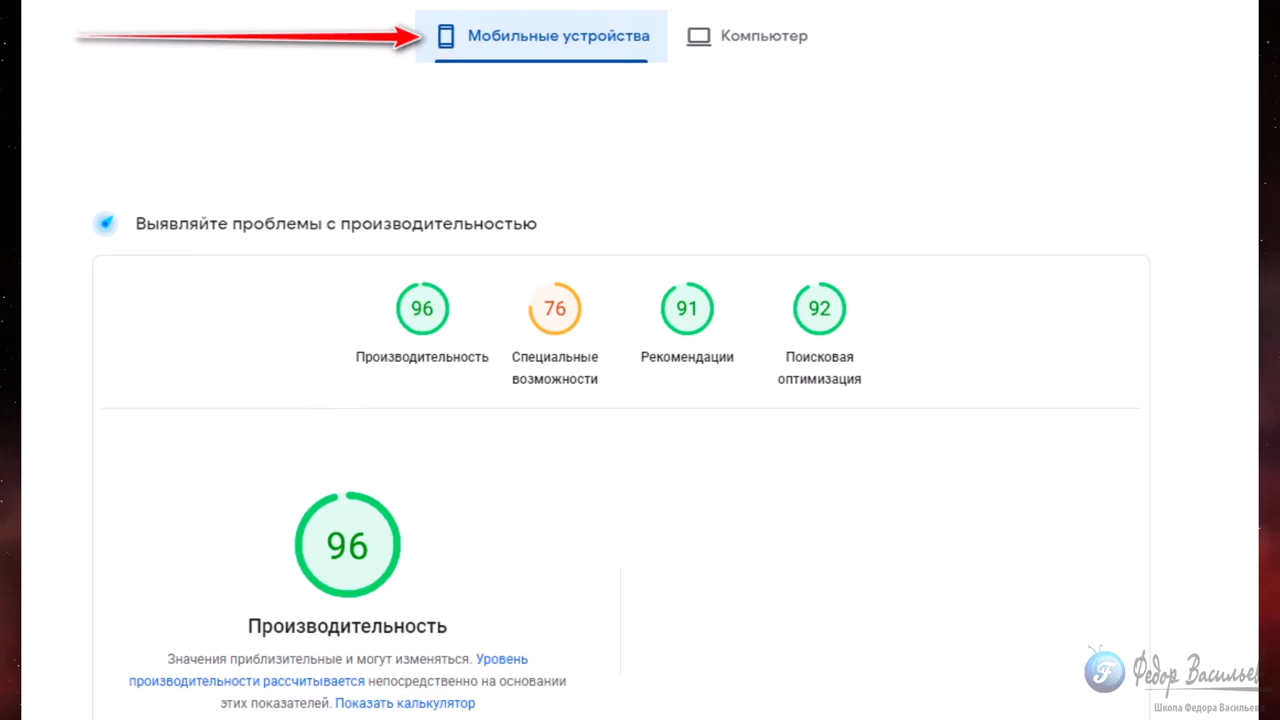 Мобильные устройства
Компьютер
Выявляйте проблемы с производительностью
96
76
91
92
Производительность
Специальные
возможности
Рекомендации
Поисковая
оптимизация
96
Производительность
Значения приблизительные и могут изменяться. Уровень
производительности рассчитывается непосредственно на основании
этих показателей. Показать калькулятор
Федор Васильев
Школа Федора Васильева